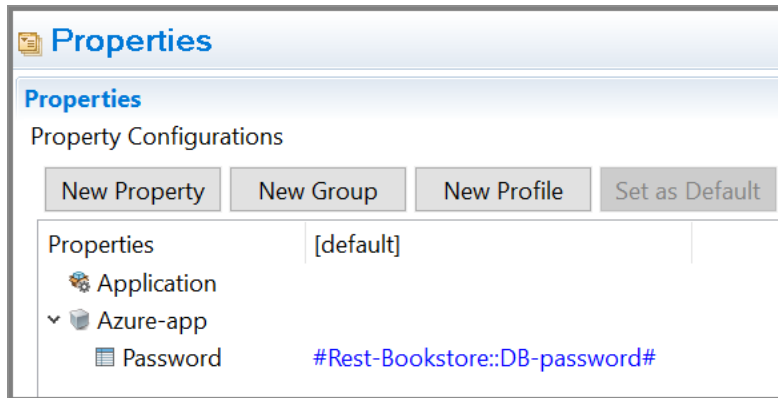 Properties
Properties
Property Configurations
New Property New Group New Profile Set as Default
Properties [default]
Application
Azure-app
Password #Rest-Bookstore::DB-password#